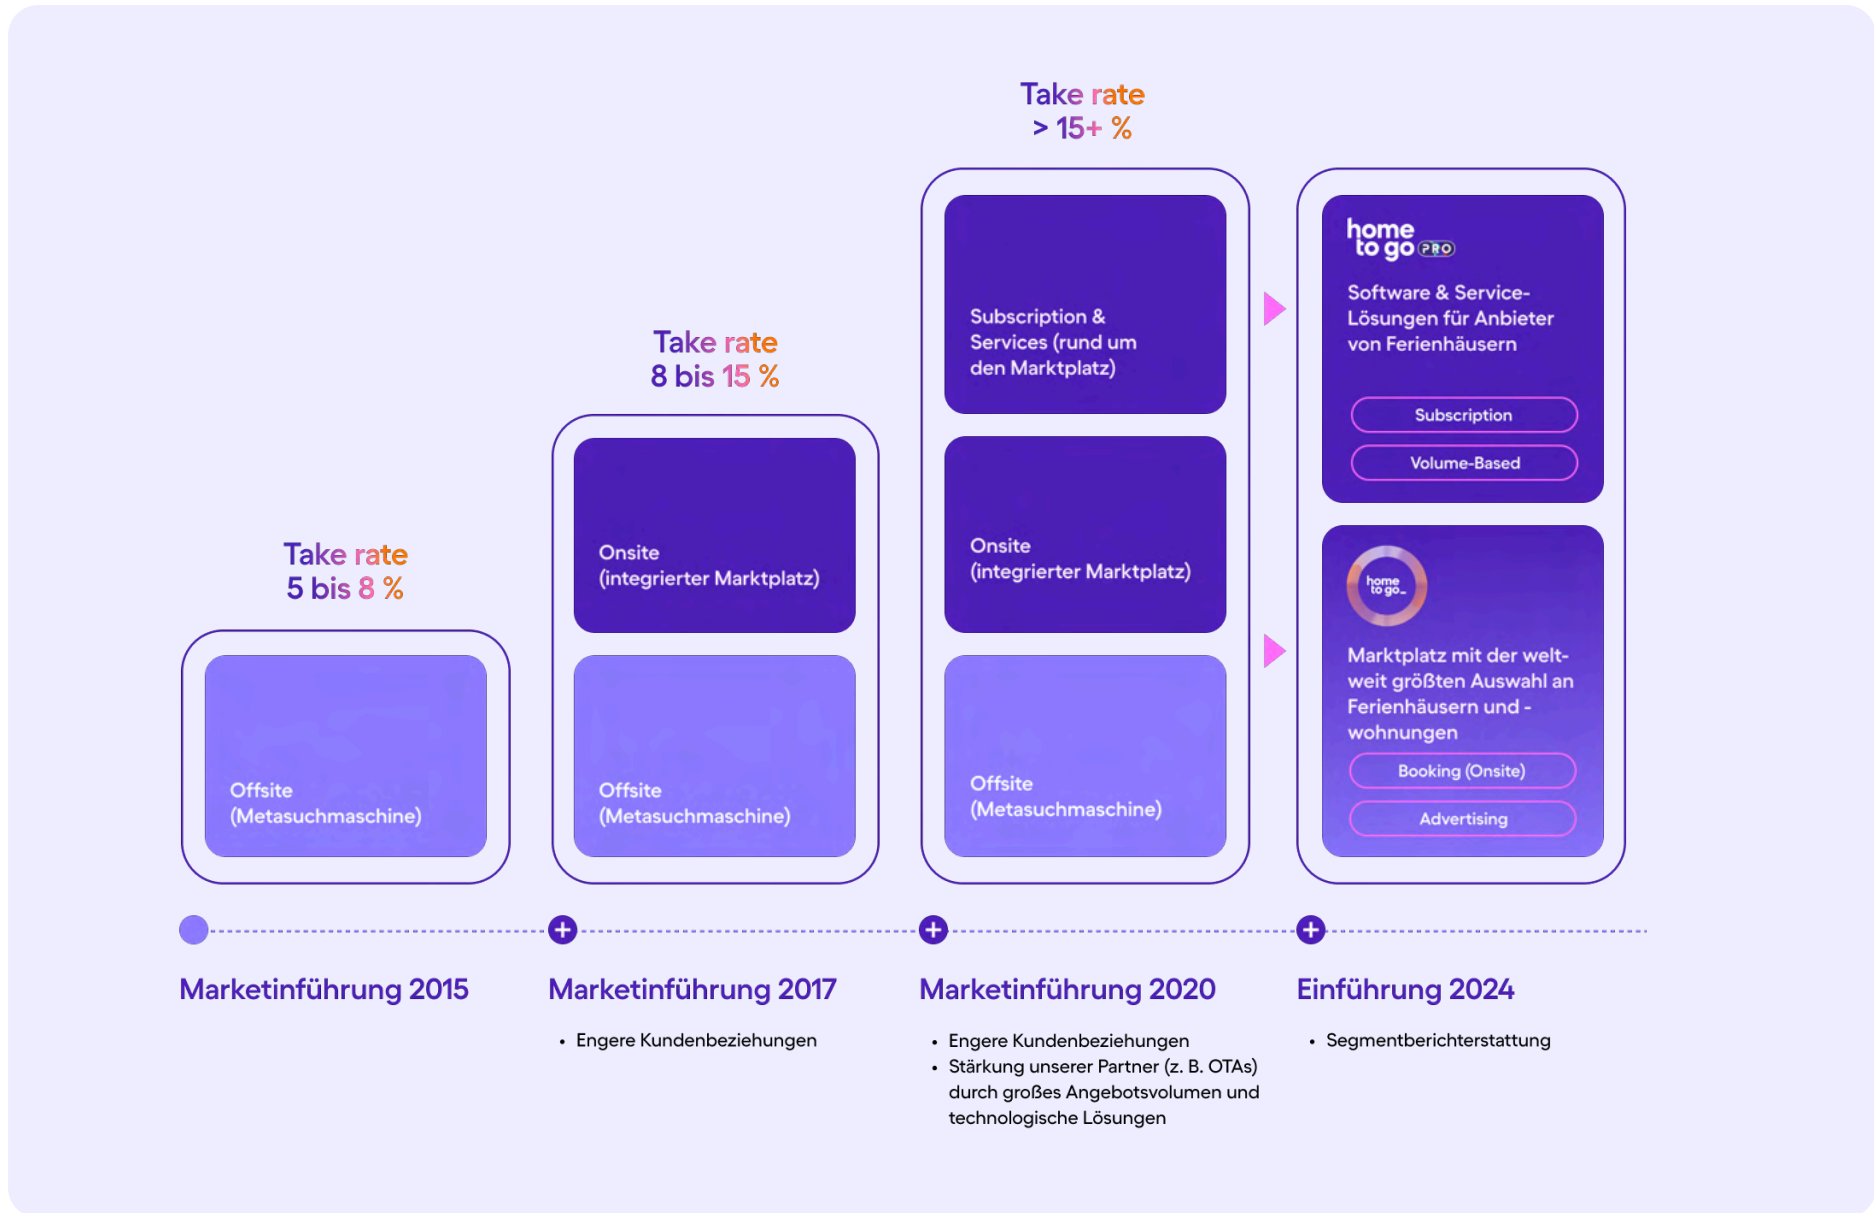 Take rate
5 bis 8 %
Offsite
(Metasuchmaschine)
Marketinführung 2015
Take rate
8 bis 15 %
Onsite
(integrierter Marktplatz)
Offsite
(Metasuchmaschine)
Marketinführung 2017
• Engere Kundenbeziehungen
Take rate
> 15+ %
Subscription &
Services (rund um
den Marktplatz)
Onsite
(integrierter Marktplatz)
Offsite
(Metasuchmaschine)
Marketinführung 2020
• Engere Kundenbeziehungen
• Stärkung unserer Partner (z. B. OTAs)
durch großes Angebotsvolumen und
technologische Lösungen
home
to go PRO
Software & Service-
Lösungen für Anbieter
von Ferienhäusern
Subscription
Volume-Based
home
to go_
Marktplatz mit der welt-
weit größten Auswahl an
Ferienhäusern und -
wohnungen
Booking (Onsite)
Advertising
Einführung 2024
• Segmentberichterstattung